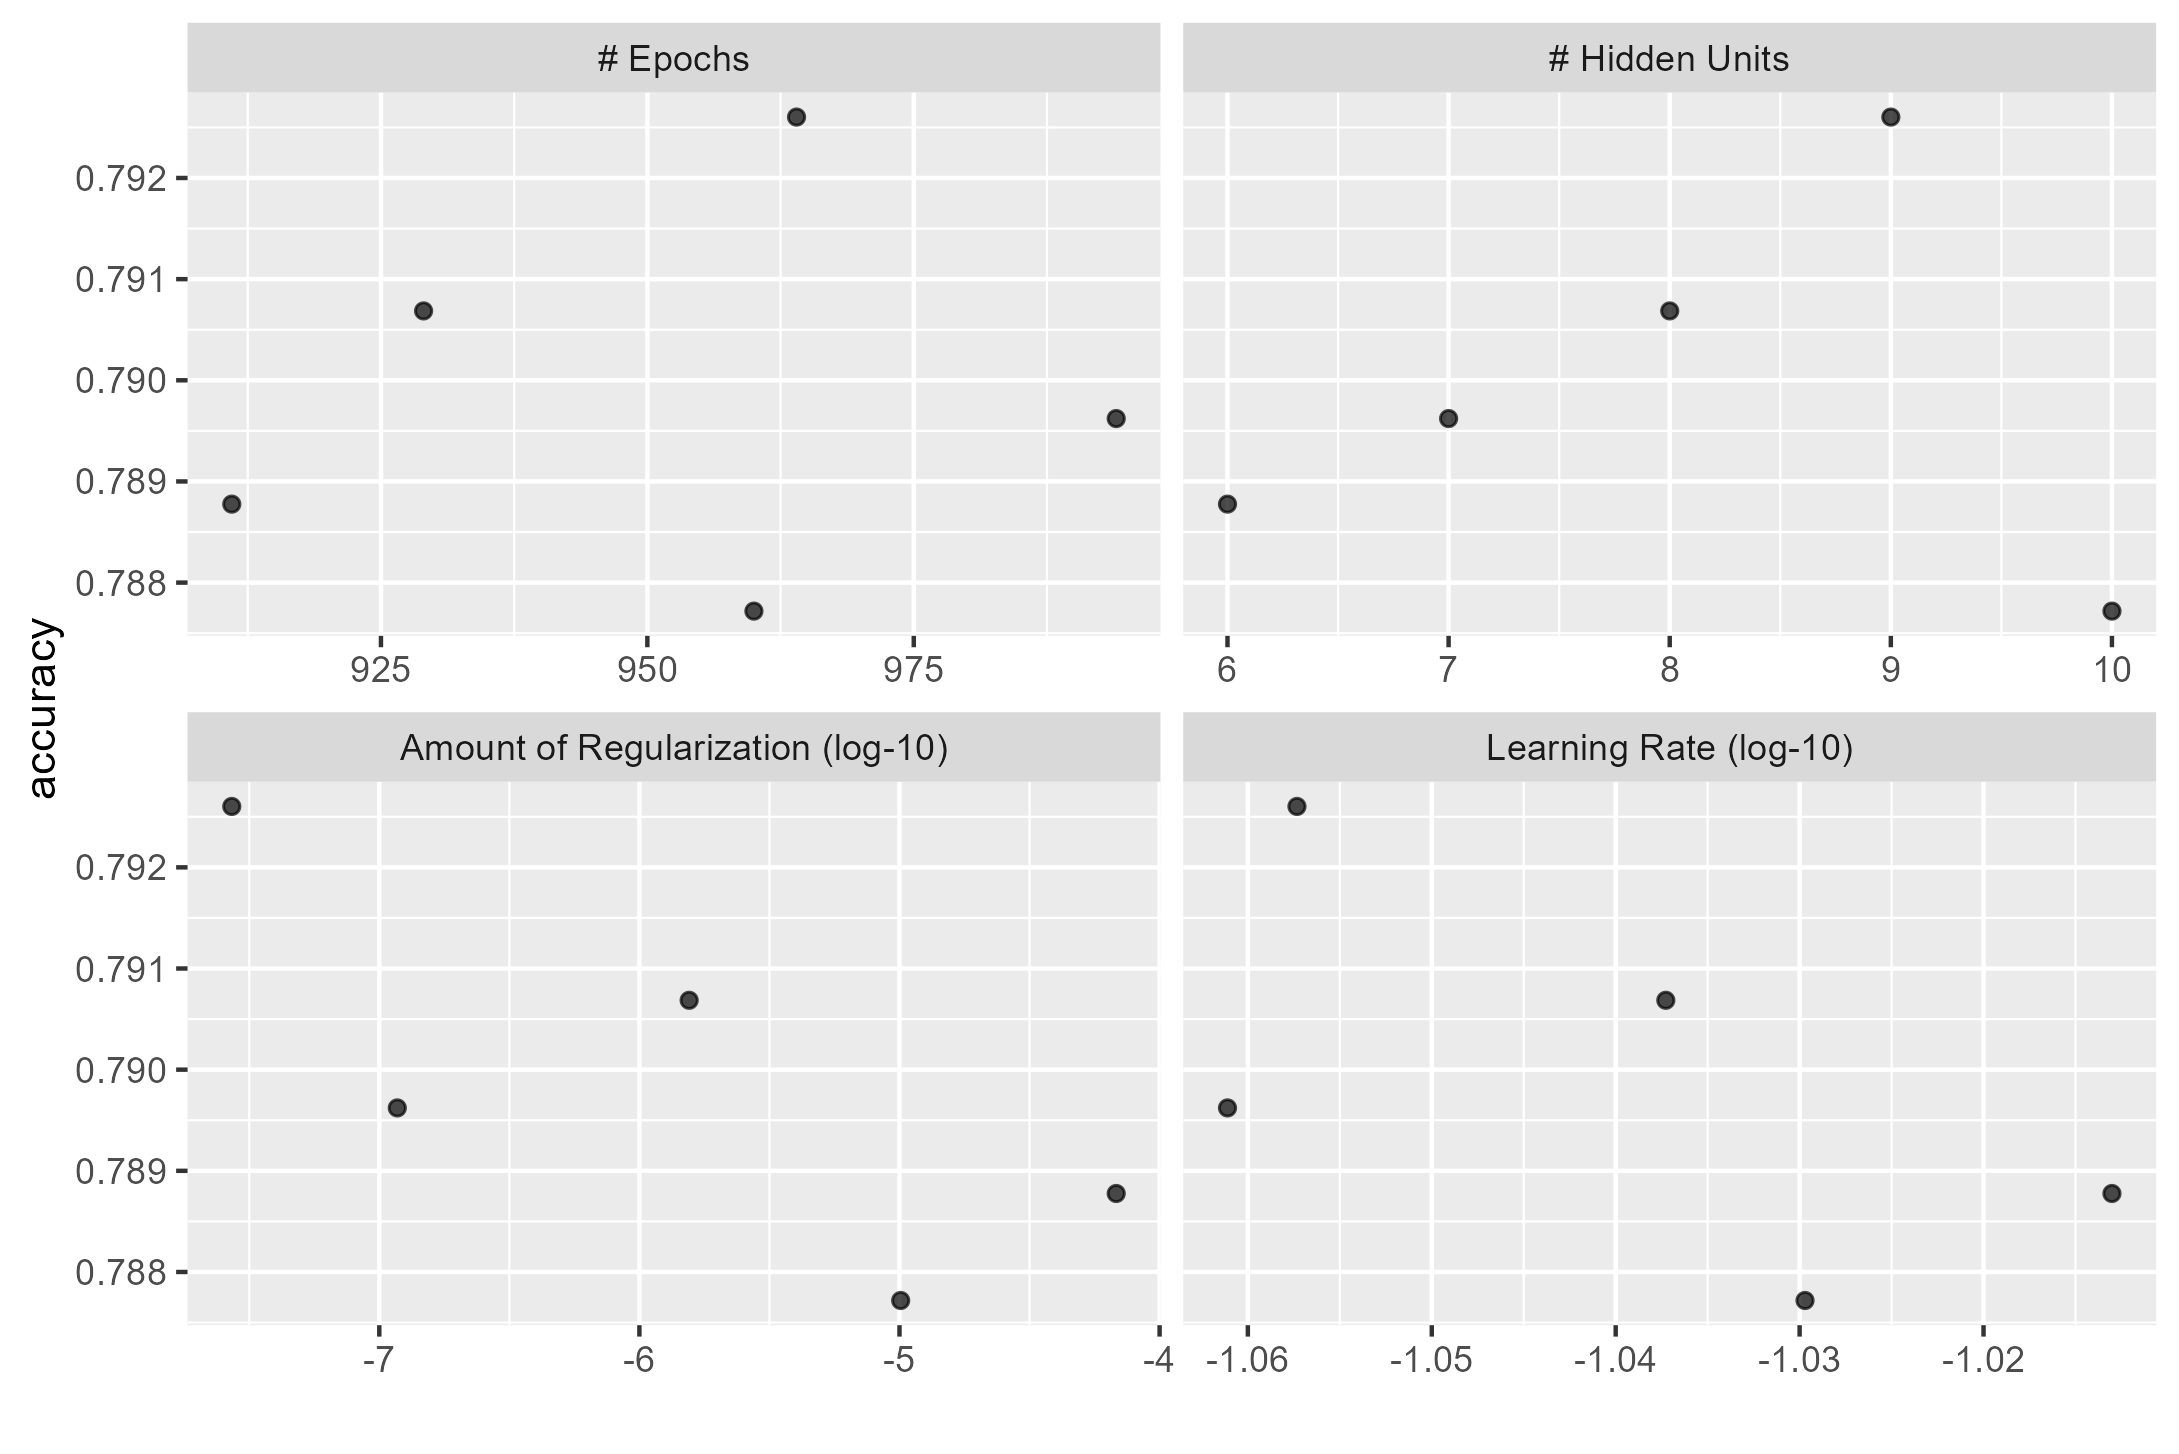 # Epochs
# Hidden Units
0.792
0.791
0.790
0.789
0.788
925 950 975
6 7 8 9 10
accuracy
Amount of Regularization (log-10)
Learning Rate (log-10)
0.792
0.791
0.790
0.789
0.788
-7 -6 -5 -4
-1.06 -1.05 -1.04 -1.03 -1.02